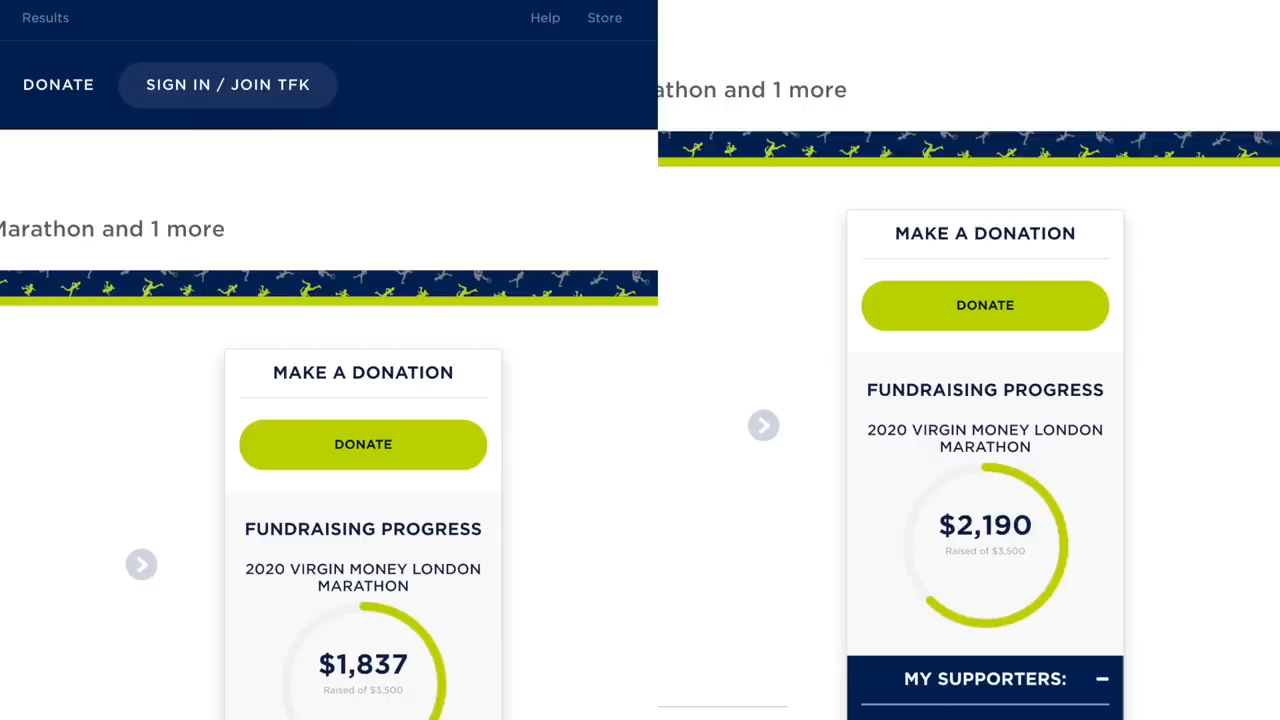 Results
Help
Store
DONATE
SIGN IN / JOIN TFK
Marathon and 1 more
MAKE A DONATION
DONATE
FUNDRAISING PROGRESS
2020 VIRGIN MONEY LONDON
MARATHON
$1,837
Raised of $3,500
athon and 1 more
MAKE A DONATION
DONATE
FUNDRAISING PROGRESS
2020 VIRGIN MONEY LONDON
MARATHON
$2,190
Raised of $3,500
MY SUPPORTERS: